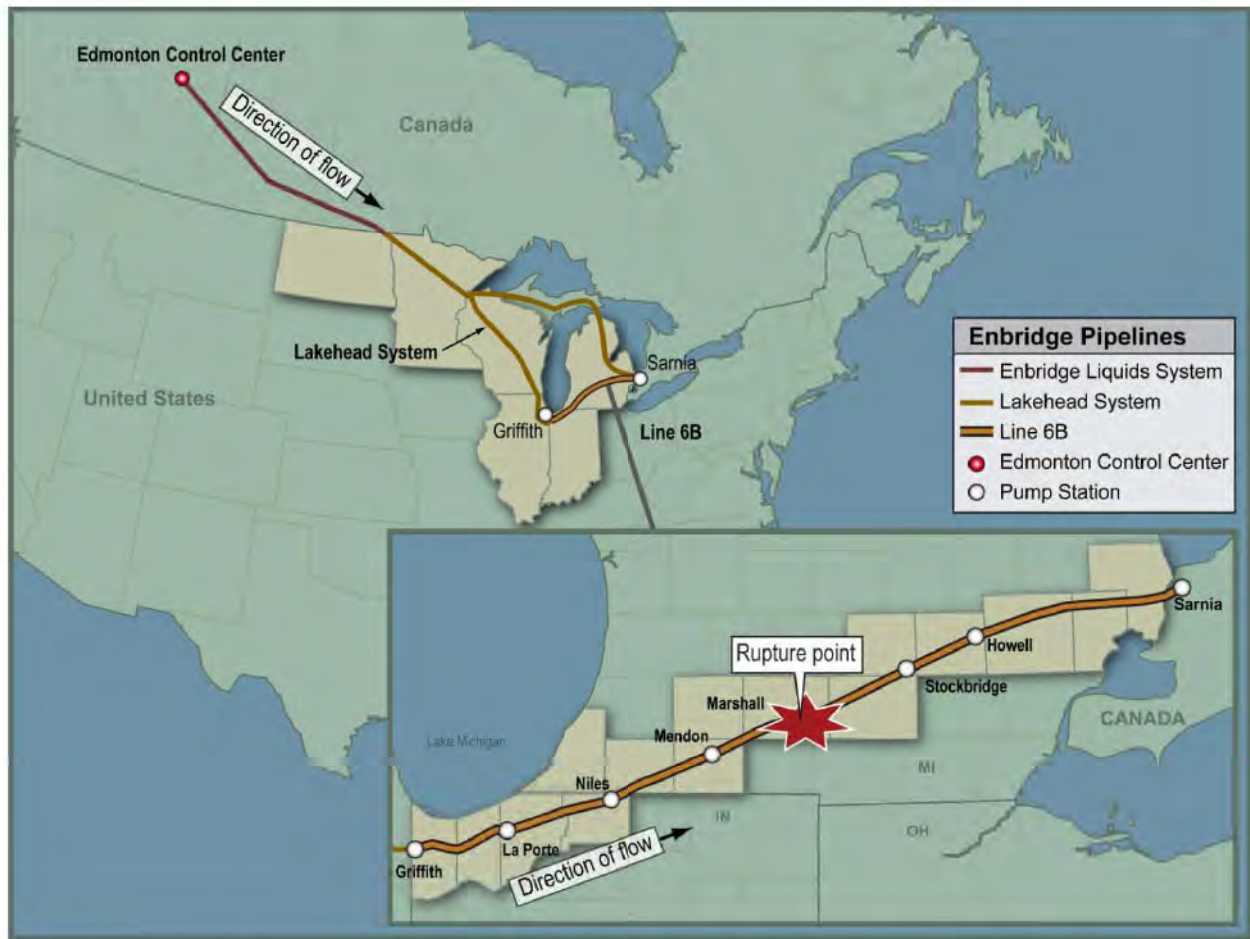 Edmonton Control Center
Direction of flow
Canada
Lakehead System
United States
Griffith
Sarnia
Line 6B
Enbridge Pipelines
Enbridge Liquids System
Lakehead System
Line 6B
Edmonton Control Center
Pump Station
Sarnia
Howell
Rupture point
Stockbridge
Marshall
CANADA
Lake Michigan
Mendon
MI
Niles
IN
OH
La Porte
Direction of flow
Griffith